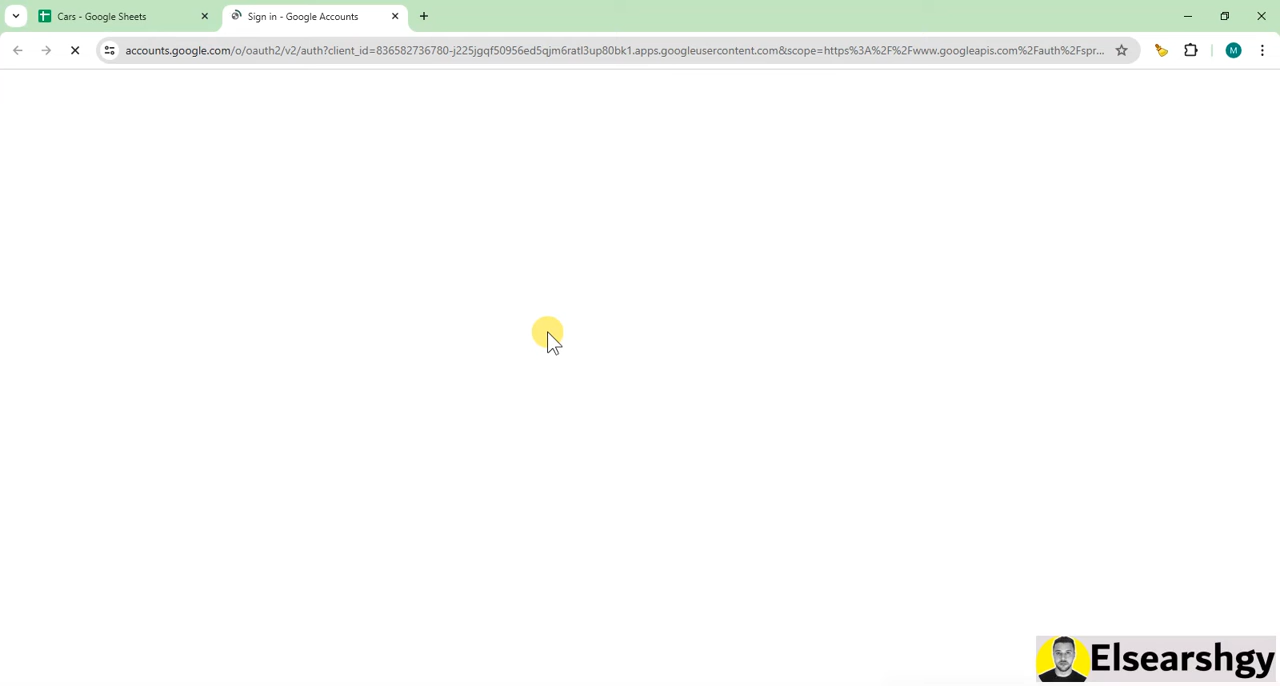 Cars - Google Sheets
Sign in - Google Accounts
accounts.google.com/o/oauth2/v2/auth?client_id=836582736780-j225jgqf50956ed5qjm6ratl3up80bk1.apps.googleusercontent.com&scope=https%3A%2F%2Fwww.googleapis.com%2Fauth%2Fspr...
M
Elsearshgy